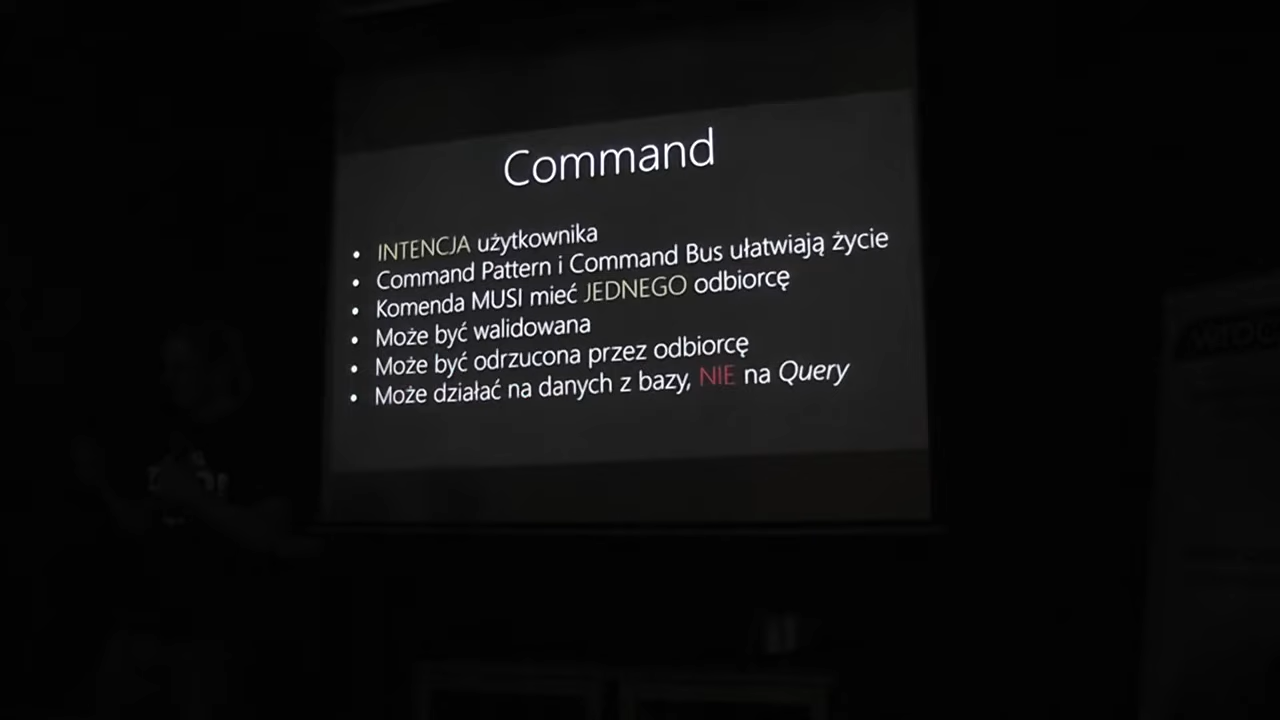 Command
• INTENCJA użytkownika
• Command Pattern i Command Bus ułatwiają życie
• Komenda MUSI mieć JEDNEGO odbiorcę
• Może być walidowana
• Może być odrzucona przez odbiorcę
• Może działać na danych z bazy, NIE na Query